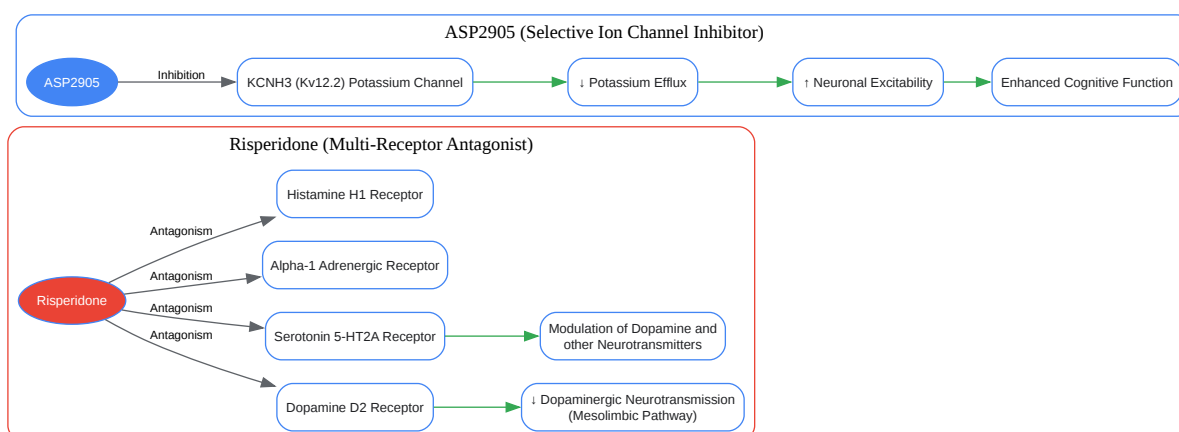 ASP2905 (Selective Ion Channel Inhibitor)
ASP2905
Inhibition
KCNH3 (Kv12.2) Potassium Channel
↓ Potassium Efflux
↑ Neuronal Excitability
Enhanced Cognitive Function
Risperidone (Multi-Receptor Antagonist)
Risperidone
Antagonism
Histamine H1 Receptor
Antagonism
Alpha-1 Adrenergic Receptor
Antagonism
Serotonin 5-HT2A Receptor
Modulation of Dopamine and
other Neurotransmitters
Antagonism
Dopamine D2 Receptor
↓ Dopaminergic Neurotransmission
(Mesolimbic Pathway)